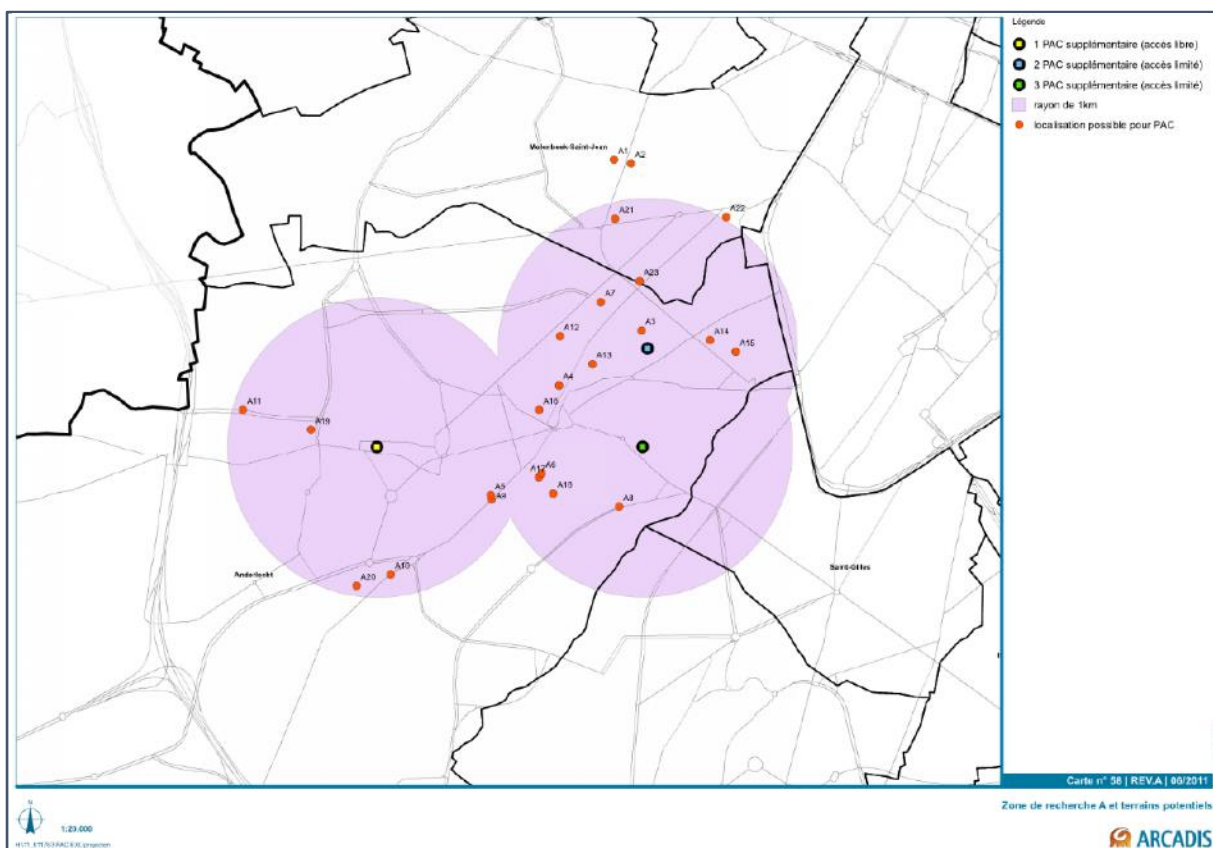 Légende
1 PAC supplémentaire (accès libre)
2 PAC supplémentaire (accès limité)
3 PAC supplémentaire (accès limité)
rayon de 1km
localisation possible pour PAC
Molenbeek-Saint-Jean
A1
A2
A21
A22
A23
A7
A3
A12
A14
A15
A13
A4
A11
A16
A19
A6
A17
A5
A9
A10
A8
A18
A20
Anderlecht
Saint-Gilles
Carte n° 58 | REV.A | 06/2011
Zone de recherche A et terrains potentiels
N
1:20.000
ARCADIS